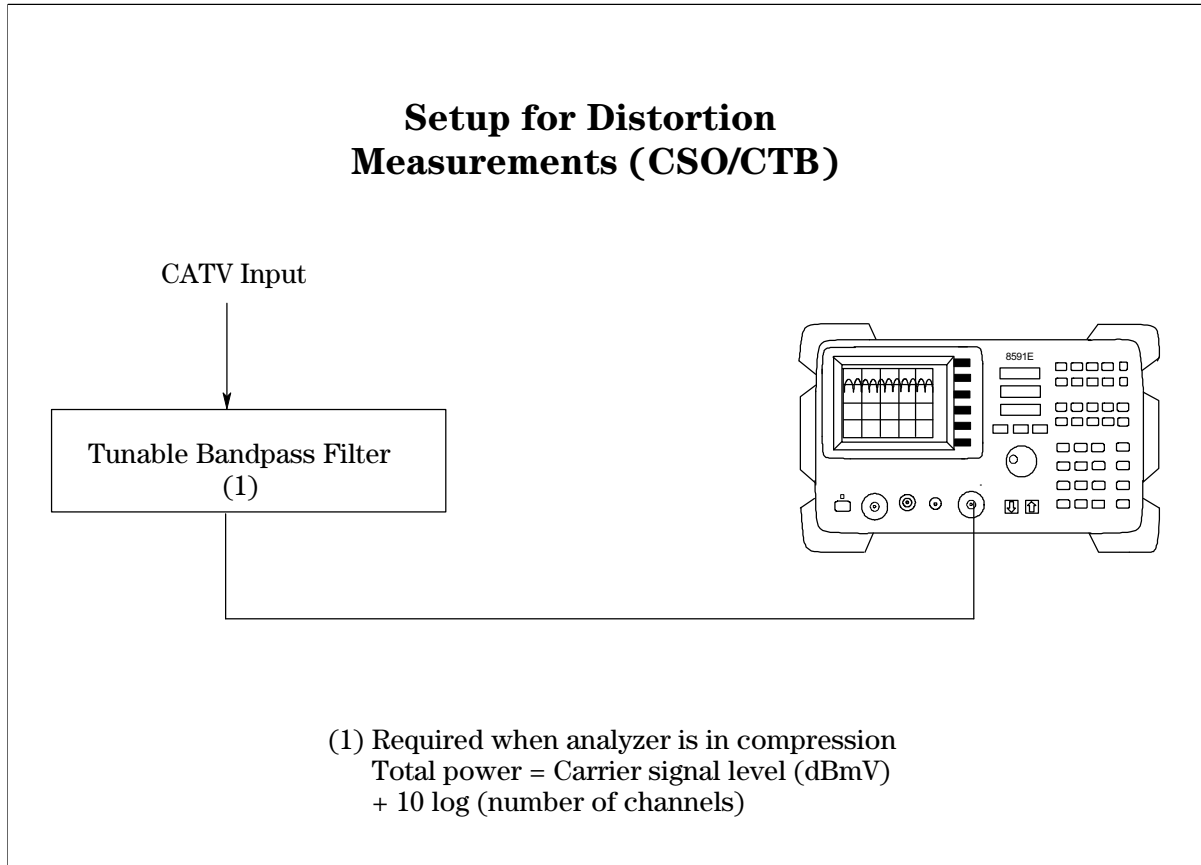 Setup for Distortion
Measurements (CSO/CTB)
CATV Input
Tunable Bandpass Filter
(1)
8591E
(1) Required when analyzer is in compression
Total power = Carrier signal level (dBmV)
+ 10 log (number of channels)